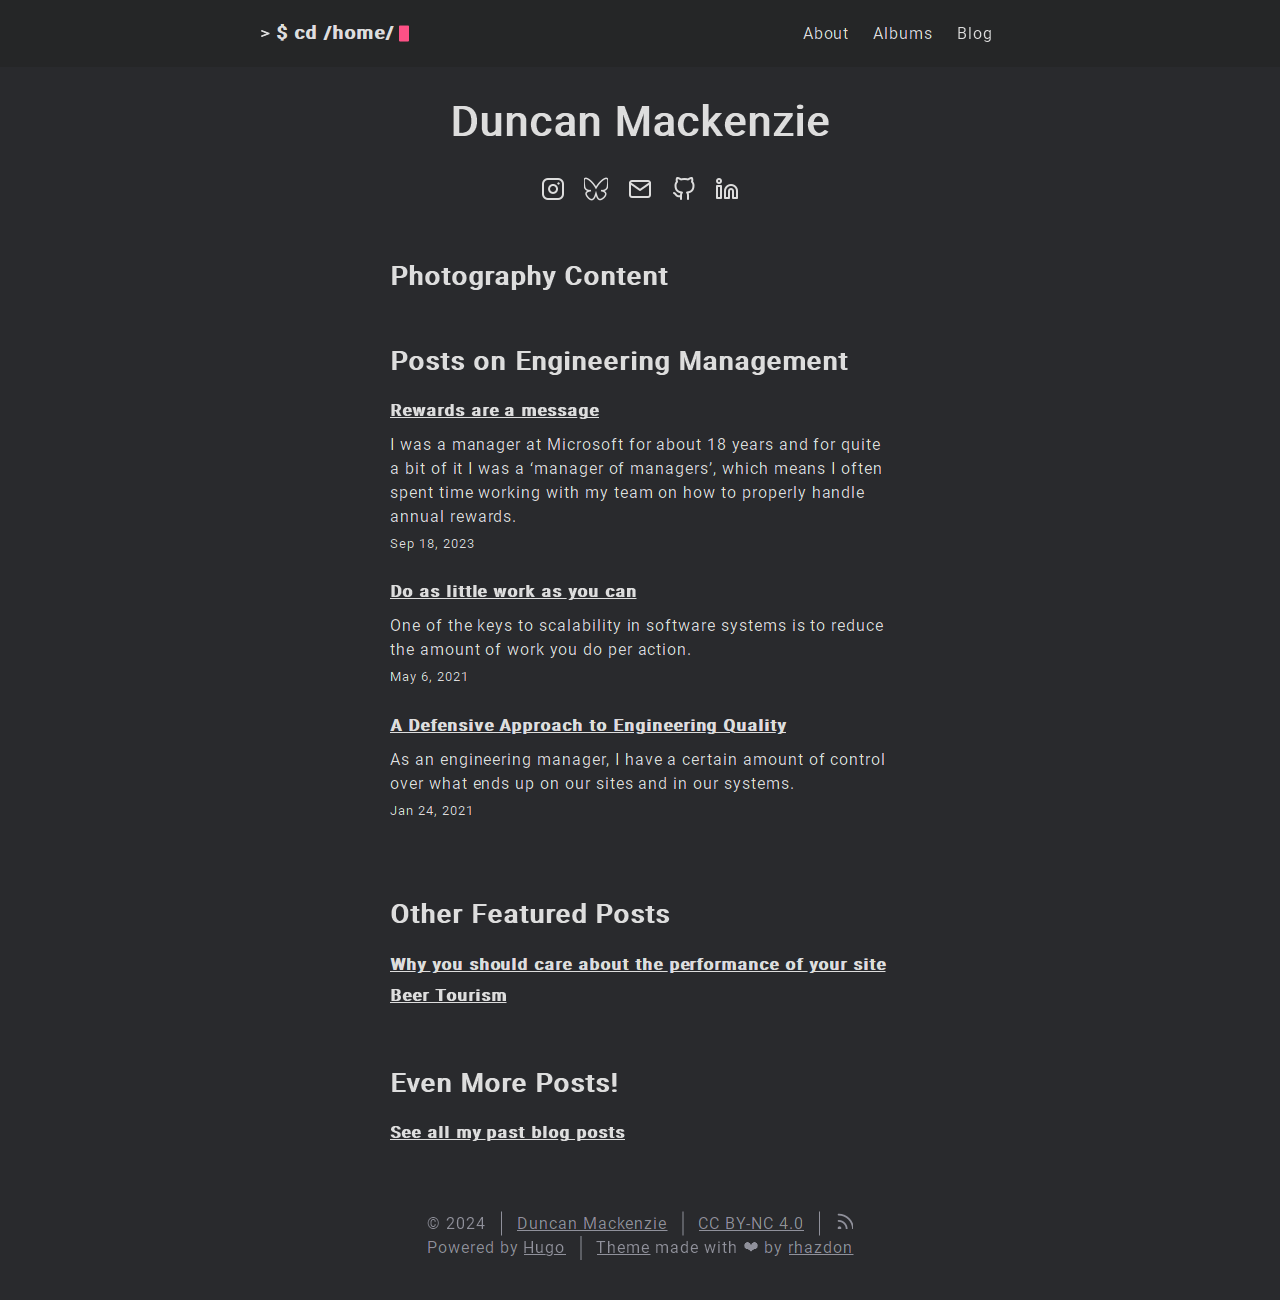 > $ cd /home/
About Albums Blog
Duncan Mackenzie
Photography Content
Posts on Engineering Management
Rewards are a message
I was a manager at Microsoft for about 18 years and for quite
a bit of it I was a ‘manager of managers’, which means I often
spent time working with my team on how to properly handle
annual rewards.
Sep 18, 2023
Do as little work as you can
One of the keys to scalability in software systems is to reduce
the amount of work you do per action.
May 6, 2021
A Defensive Approach to Engineering Quality
As an engineering manager, I have a certain amount of control
over what ends up on our sites and in our systems.
Jan 24, 2021
Other Featured Posts
Why you should care about the performance of your site
Beer Tourism
Even More Posts!
See all my past blog posts
© 2024 | Duncan Mackenzie | CC BY-NC 4.0 |
Powered by Hugo | Theme made with ❤ by rhazdon